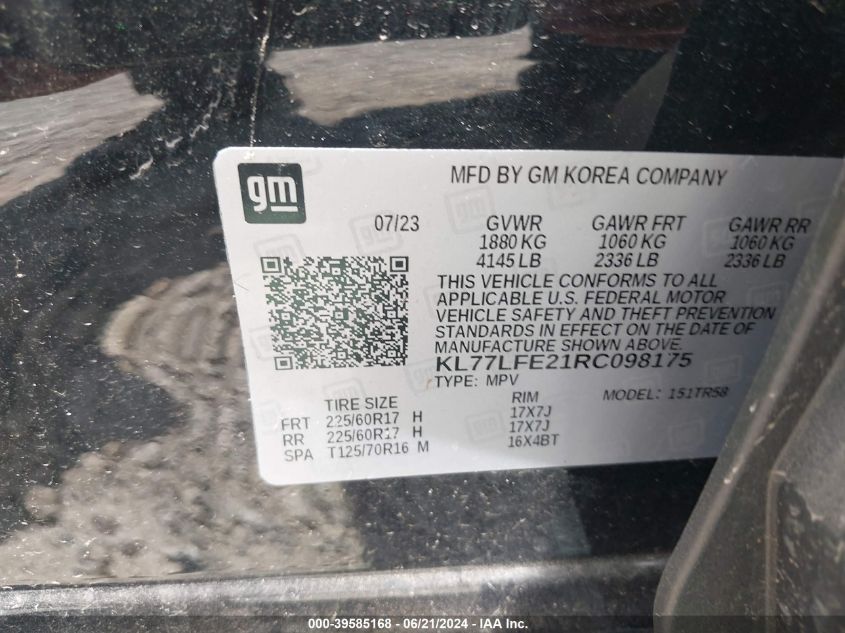 gm
MFD BY GM KOREA COMPANY
07/23
GVWR GAWR FRT GAWR RR
1880 KG 1060 KG 1060 KG
4145 LB 2336 LB 2336 LB
THIS VEHICLE CONFORMS TO ALL
APPLICABLE U.S. FEDERAL MOTOR
VEHICLE SAFETY AND THEFT PREVENTION
STANDARDS IN EFFECT ON THE DATE OF
MANUFACTURE SHOWN ABOVE.
KL77LFE21RC098175
TYPE: MPV MODEL: 151TR58
TIRE SIZE RIM
FRT 225/60R17 H 17X7J
RR 225/60R17 H 17X7J
SPA T125/70R16 M 16X4BT
000-39585168 - 06/21/2024 - IAA Inc.